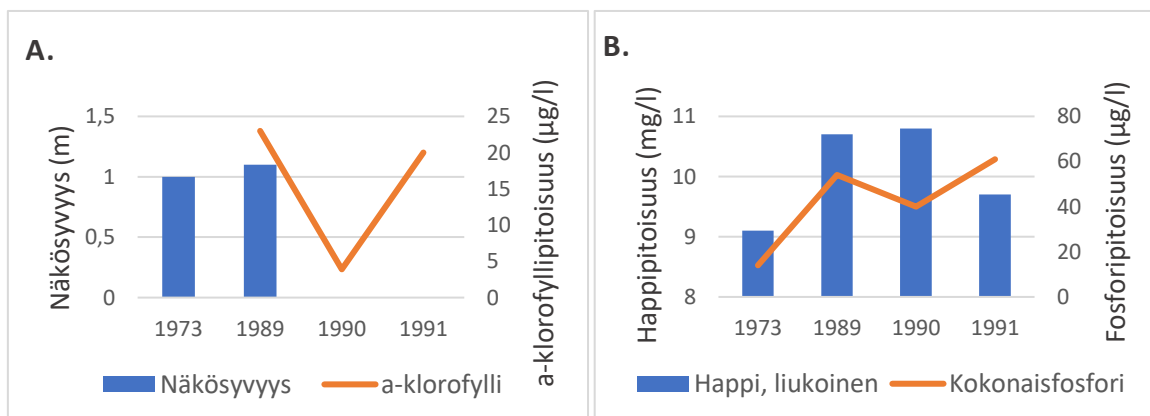 A.
Näkösyvyys (m)
1,5
1
0,5
0
25
20
15
10
5
0
a-klorofyllipitoisuus (µg/l)
1973 1989 1990 1991
Näkösyvyys a-klorofylli
B.
Happipitoisuus (mg/l)
11
10
9
8
80
60
40
20
0
Fosforipitoisuus (µg/l)
1973 1989 1990 1991
Happi, liukoinen Kokonaisfosfori